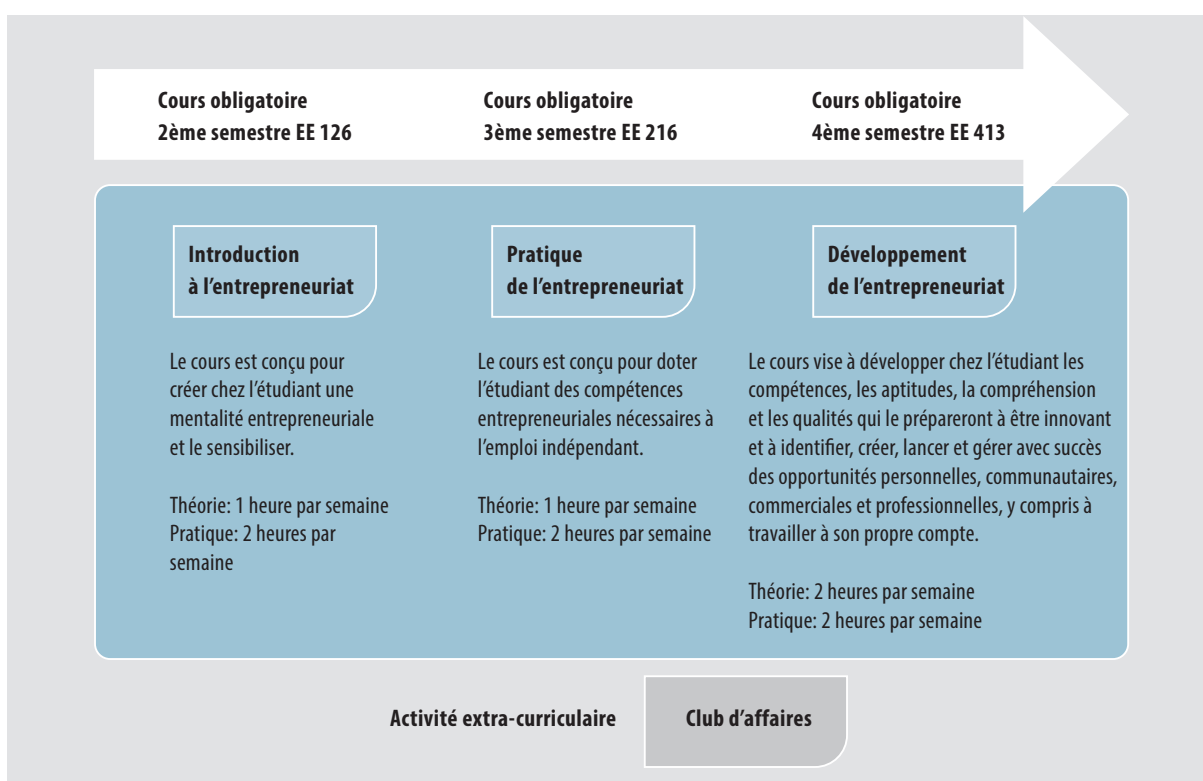 Cours obligatoire
2ème semestre EE 126
Cours obligatoire
3ème semestre EE 216
Cours obligatoire
4ème semestre EE 413
Introduction
à l'entrepreneuriat
Le cours est conçu pour
créer chez l'étudiant une
mentalité entrepreneuriale
et le sensibiliser.
Théorie: 1 heure par semaine
Pratique: 2 heures par
semaine
Pratique
de l'entrepreneuriat
Le cours est conçu pour doter
l'étudiant des compétences
entrepreneuriales nécessaires à
l'emploi indépendant.
Théorie: 1 heure par semaine
Pratique: 2 heures par semaine
Développement
de l'entrepreneuriat
Le cours vise à développer chez l'étudiant les
compétences, les aptitudes, la compréhension
et les qualités qui le prépareront à être innovant
et à identifier, créer, lancer et gérer avec succès
des opportunités personnelles, communautaires,
commerciales et professionnelles, y compris à
travailler à son propre compte.
Théorie: 2 heures par semaine
Pratique: 2 heures par semaine
Activité extra-curriculaire
Club d'affaires